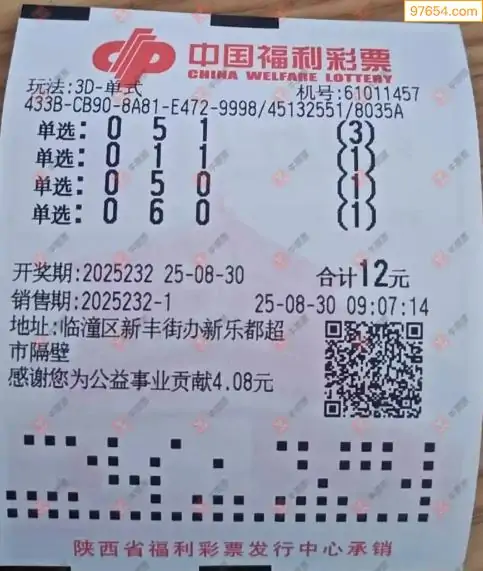 97654.com
中国福利彩票
CHINA WELFARE LOTTERY
玩法:3D-单式 机号:61011457
433B-CB90-8A81-E472-9998/45132551/8035A
单选: 0 5 1 (3)
单选: 0 1 1 (1)
单选: 0 5 0 (1)
单选: 0 6 0 (1)
开奖期:2025232 25-08-30 合计12元
销售期:2025232-1 25-08-30 09:07:14
地址:临潼区新丰街办新乐都超
市隔壁
感谢您为公益事业贡献4.08元
陕西省福利彩票发行中心承销